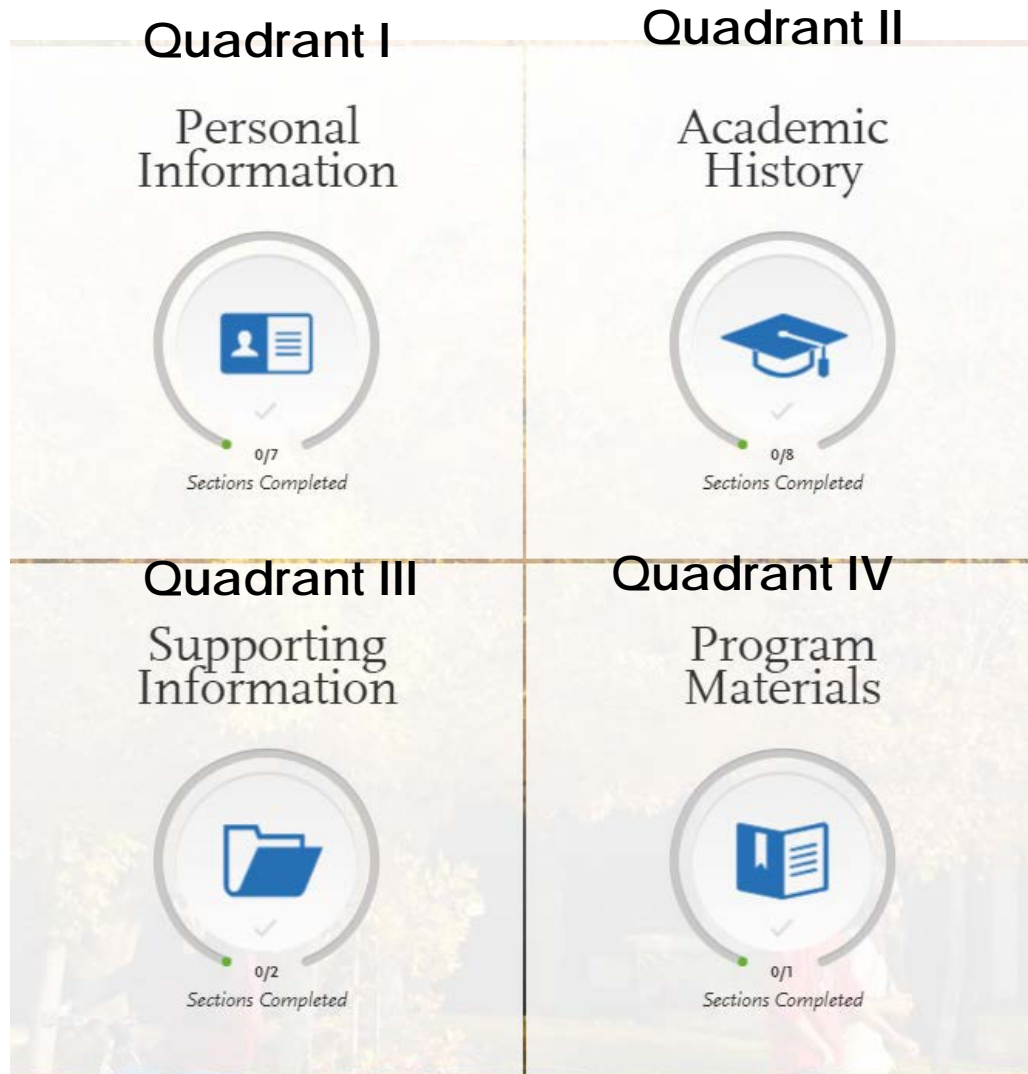 Quadrant I
Personal
Information
0/7
Sections Completed
Quadrant II
Academic
History
0/8
Sections Completed
Quadrant III
Supporting
Information
0/2
Sections Completed
Quadrant IV
Program
Materials
0/1
Sections Completed